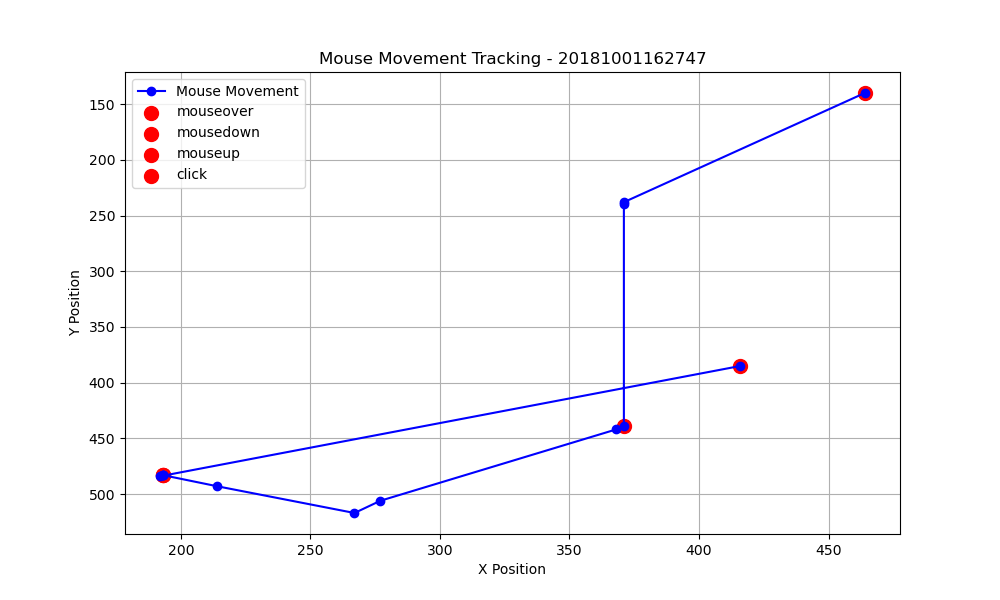 Mouse Movement Tracking - 20181001162747
Mouse Movement
mouseover
mousedown
mouseup
click
150
200
250
300
350
400
450
500
Y Position
200 250 300 350 400 450
X Position